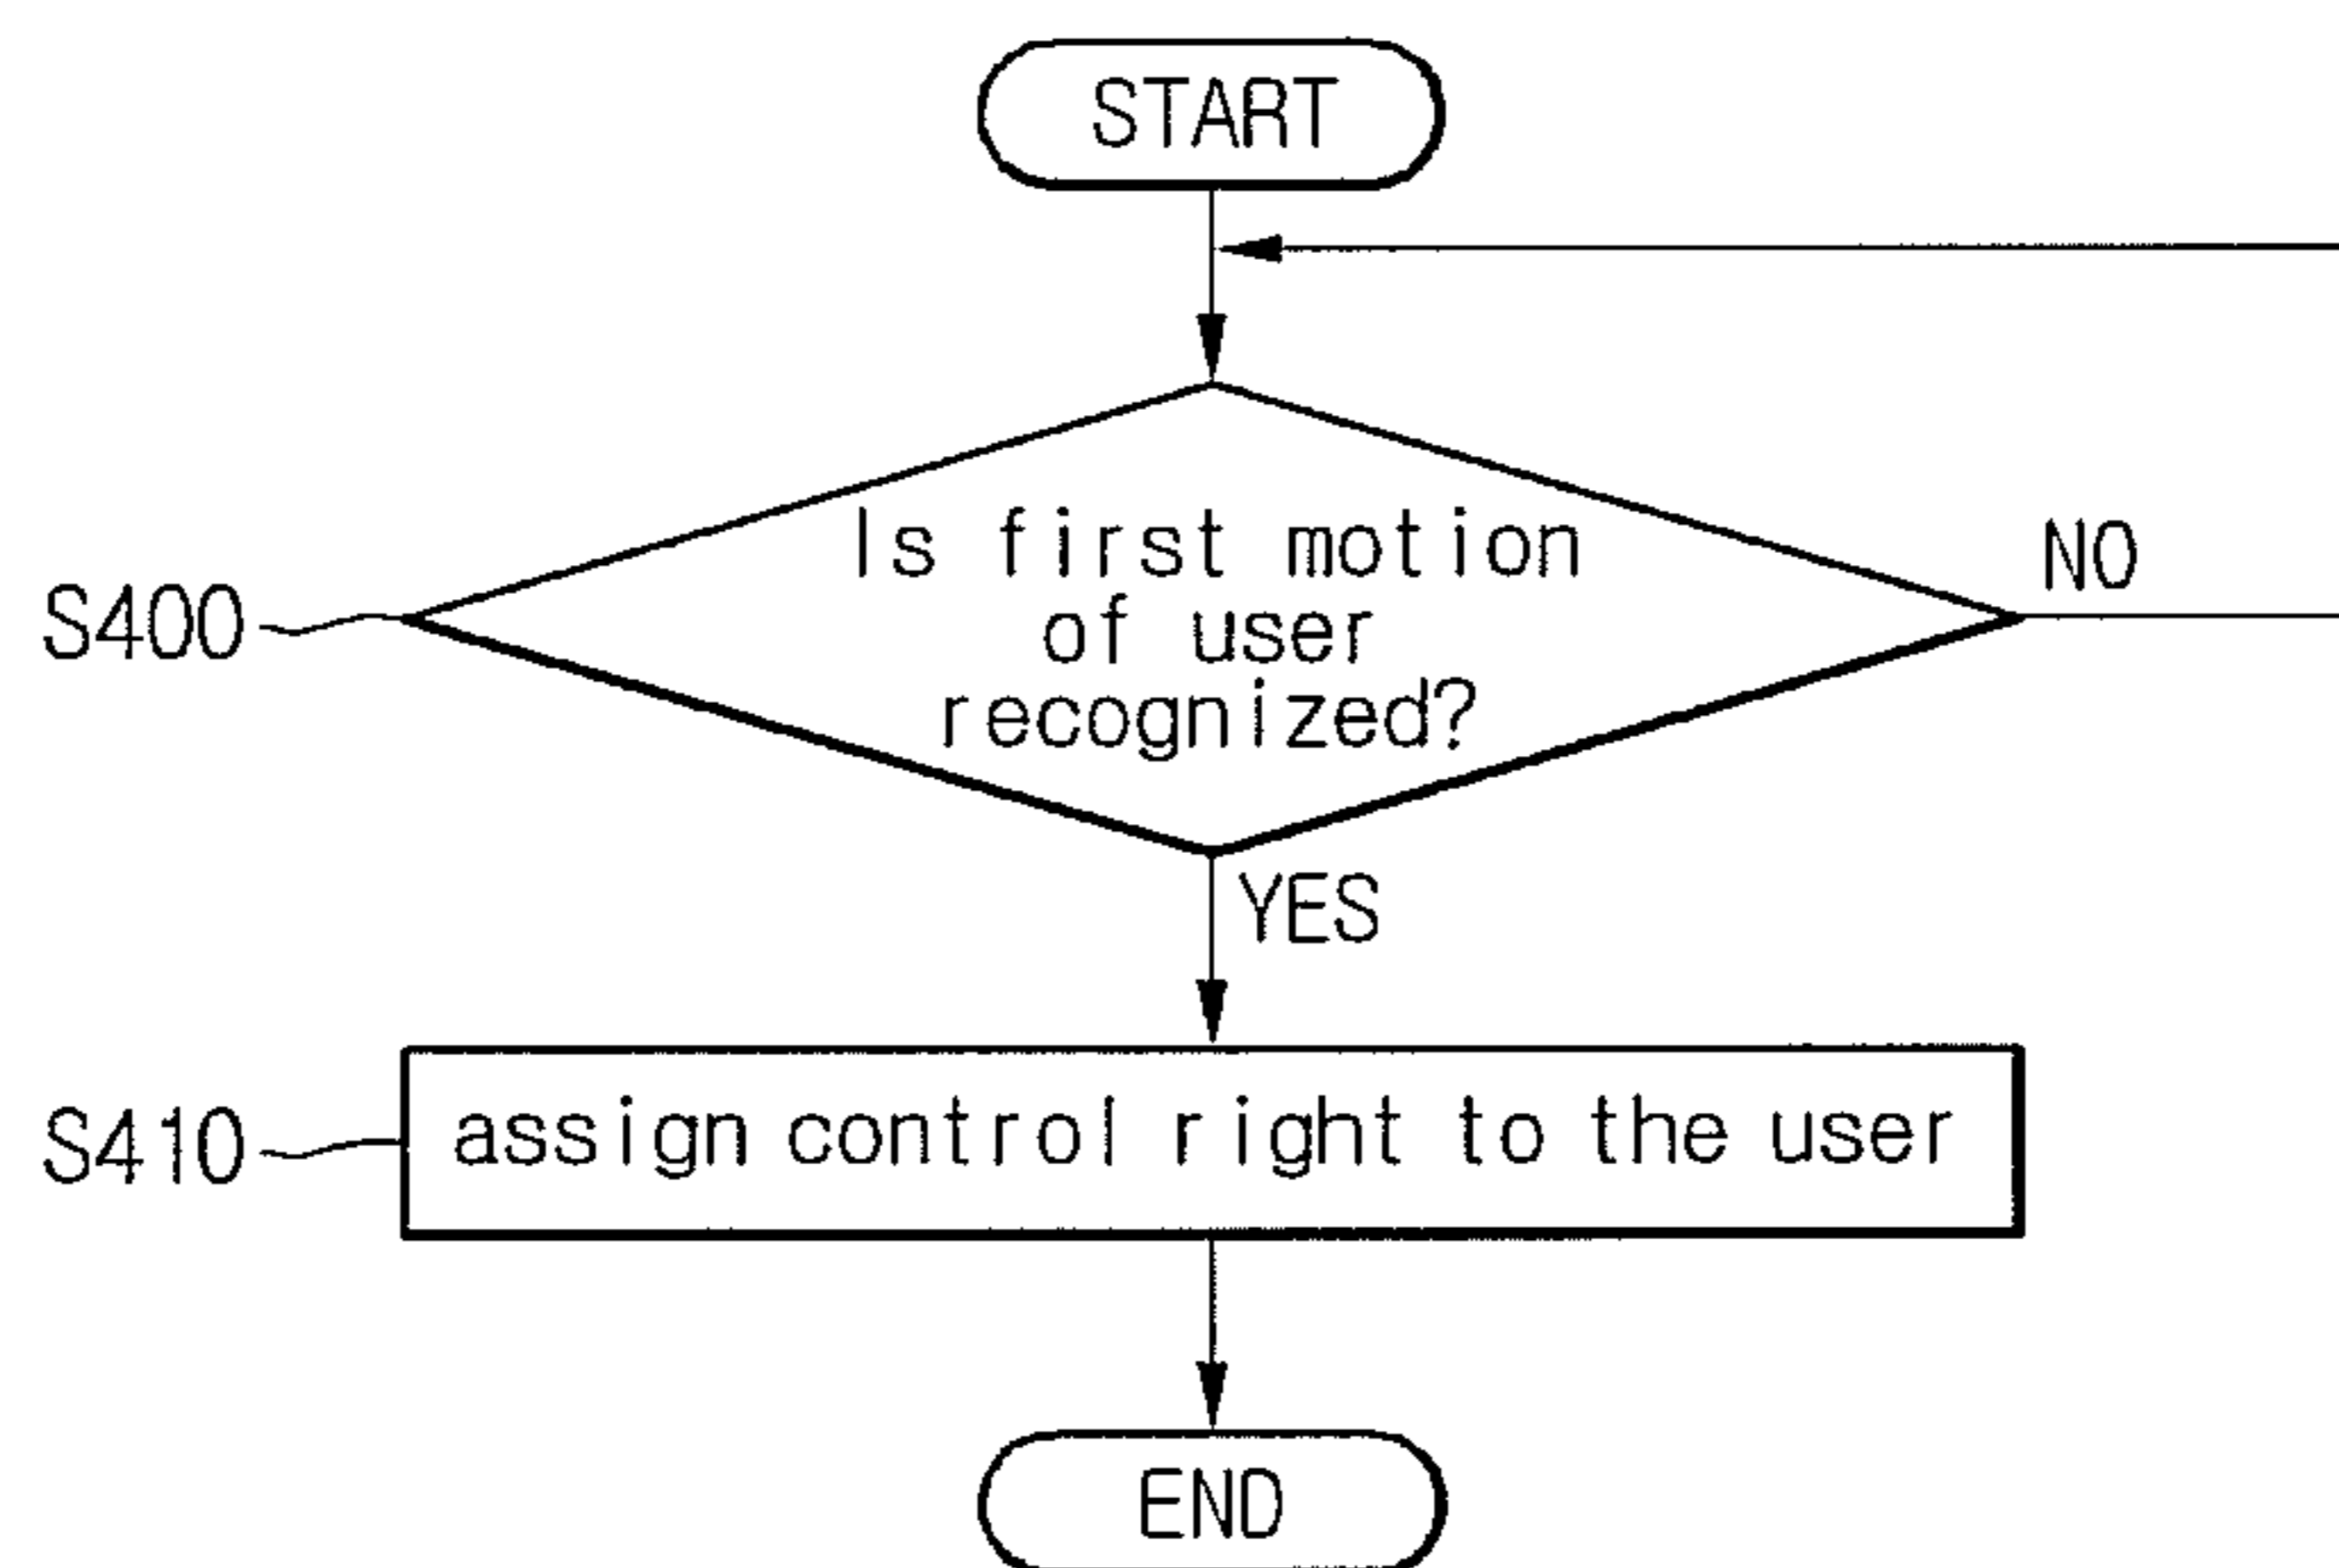 START
Is first motion
NO
S400
of user
recognized?
YES
S410
assign control right to the user
END